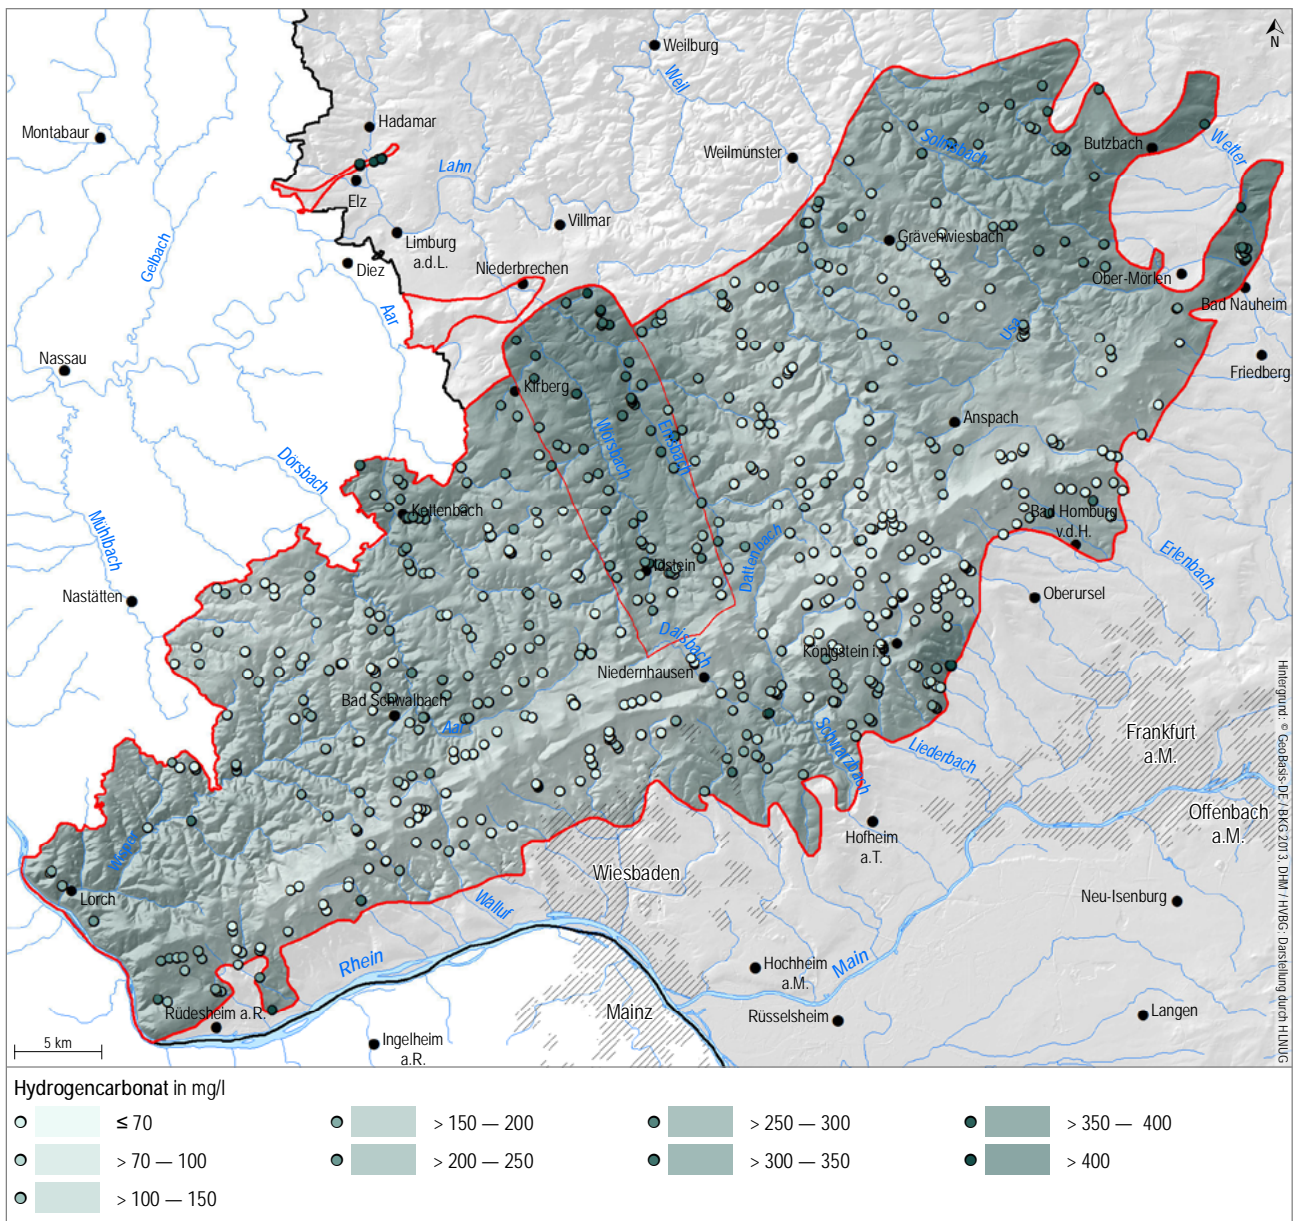 N
Weilburg
Weil
Montabaur
Hadamar
Weilmünster
Solmsbach
Butzbach
Wetter
Lahn
Elz
Villmar
Limburg
a.d.L.
Grävenwiesbach
Gelbach
Diez
Niederbrechen
Ober-Mörlen
Bad Nauheim
Aar
Usa
Nassau
Friedberg
Kirberg
Anspach
Wörsbach
Emsbach
Dörsbach
Mühlbach
Kettenbach
Bad Homburg
v.d.H.
Dattenbach
Erlenbach
Idstein
Nastätten
Oberursel
Daisbach
Königstein i.T.
Niedernhausen
Bad Schwalbach
Aar
Schwarzbach
Liederbach
Frankfurt
a.M.
Offenbach
a.M.
Hofheim
a.T.
Wisper
Wiesbaden
Lorch
Walluf
Neu-Isenburg
Rhein
Main
Hochheim
a.M.
Rüdesheim a.R.
Mainz
Rüsselsheim
Langen
Ingelheim
a.R.
5 km
Hintergrund: © GeoBasis-DE / BKG 2013, DHM / HVBG; Darstellung durch HLNUG
Hydrogencarbonat in mg/l
≤ 70
> 70 — 100
> 100 — 150
> 150 — 200
> 200 — 250
> 250 — 300
> 300 — 350
> 350 — 400
> 400